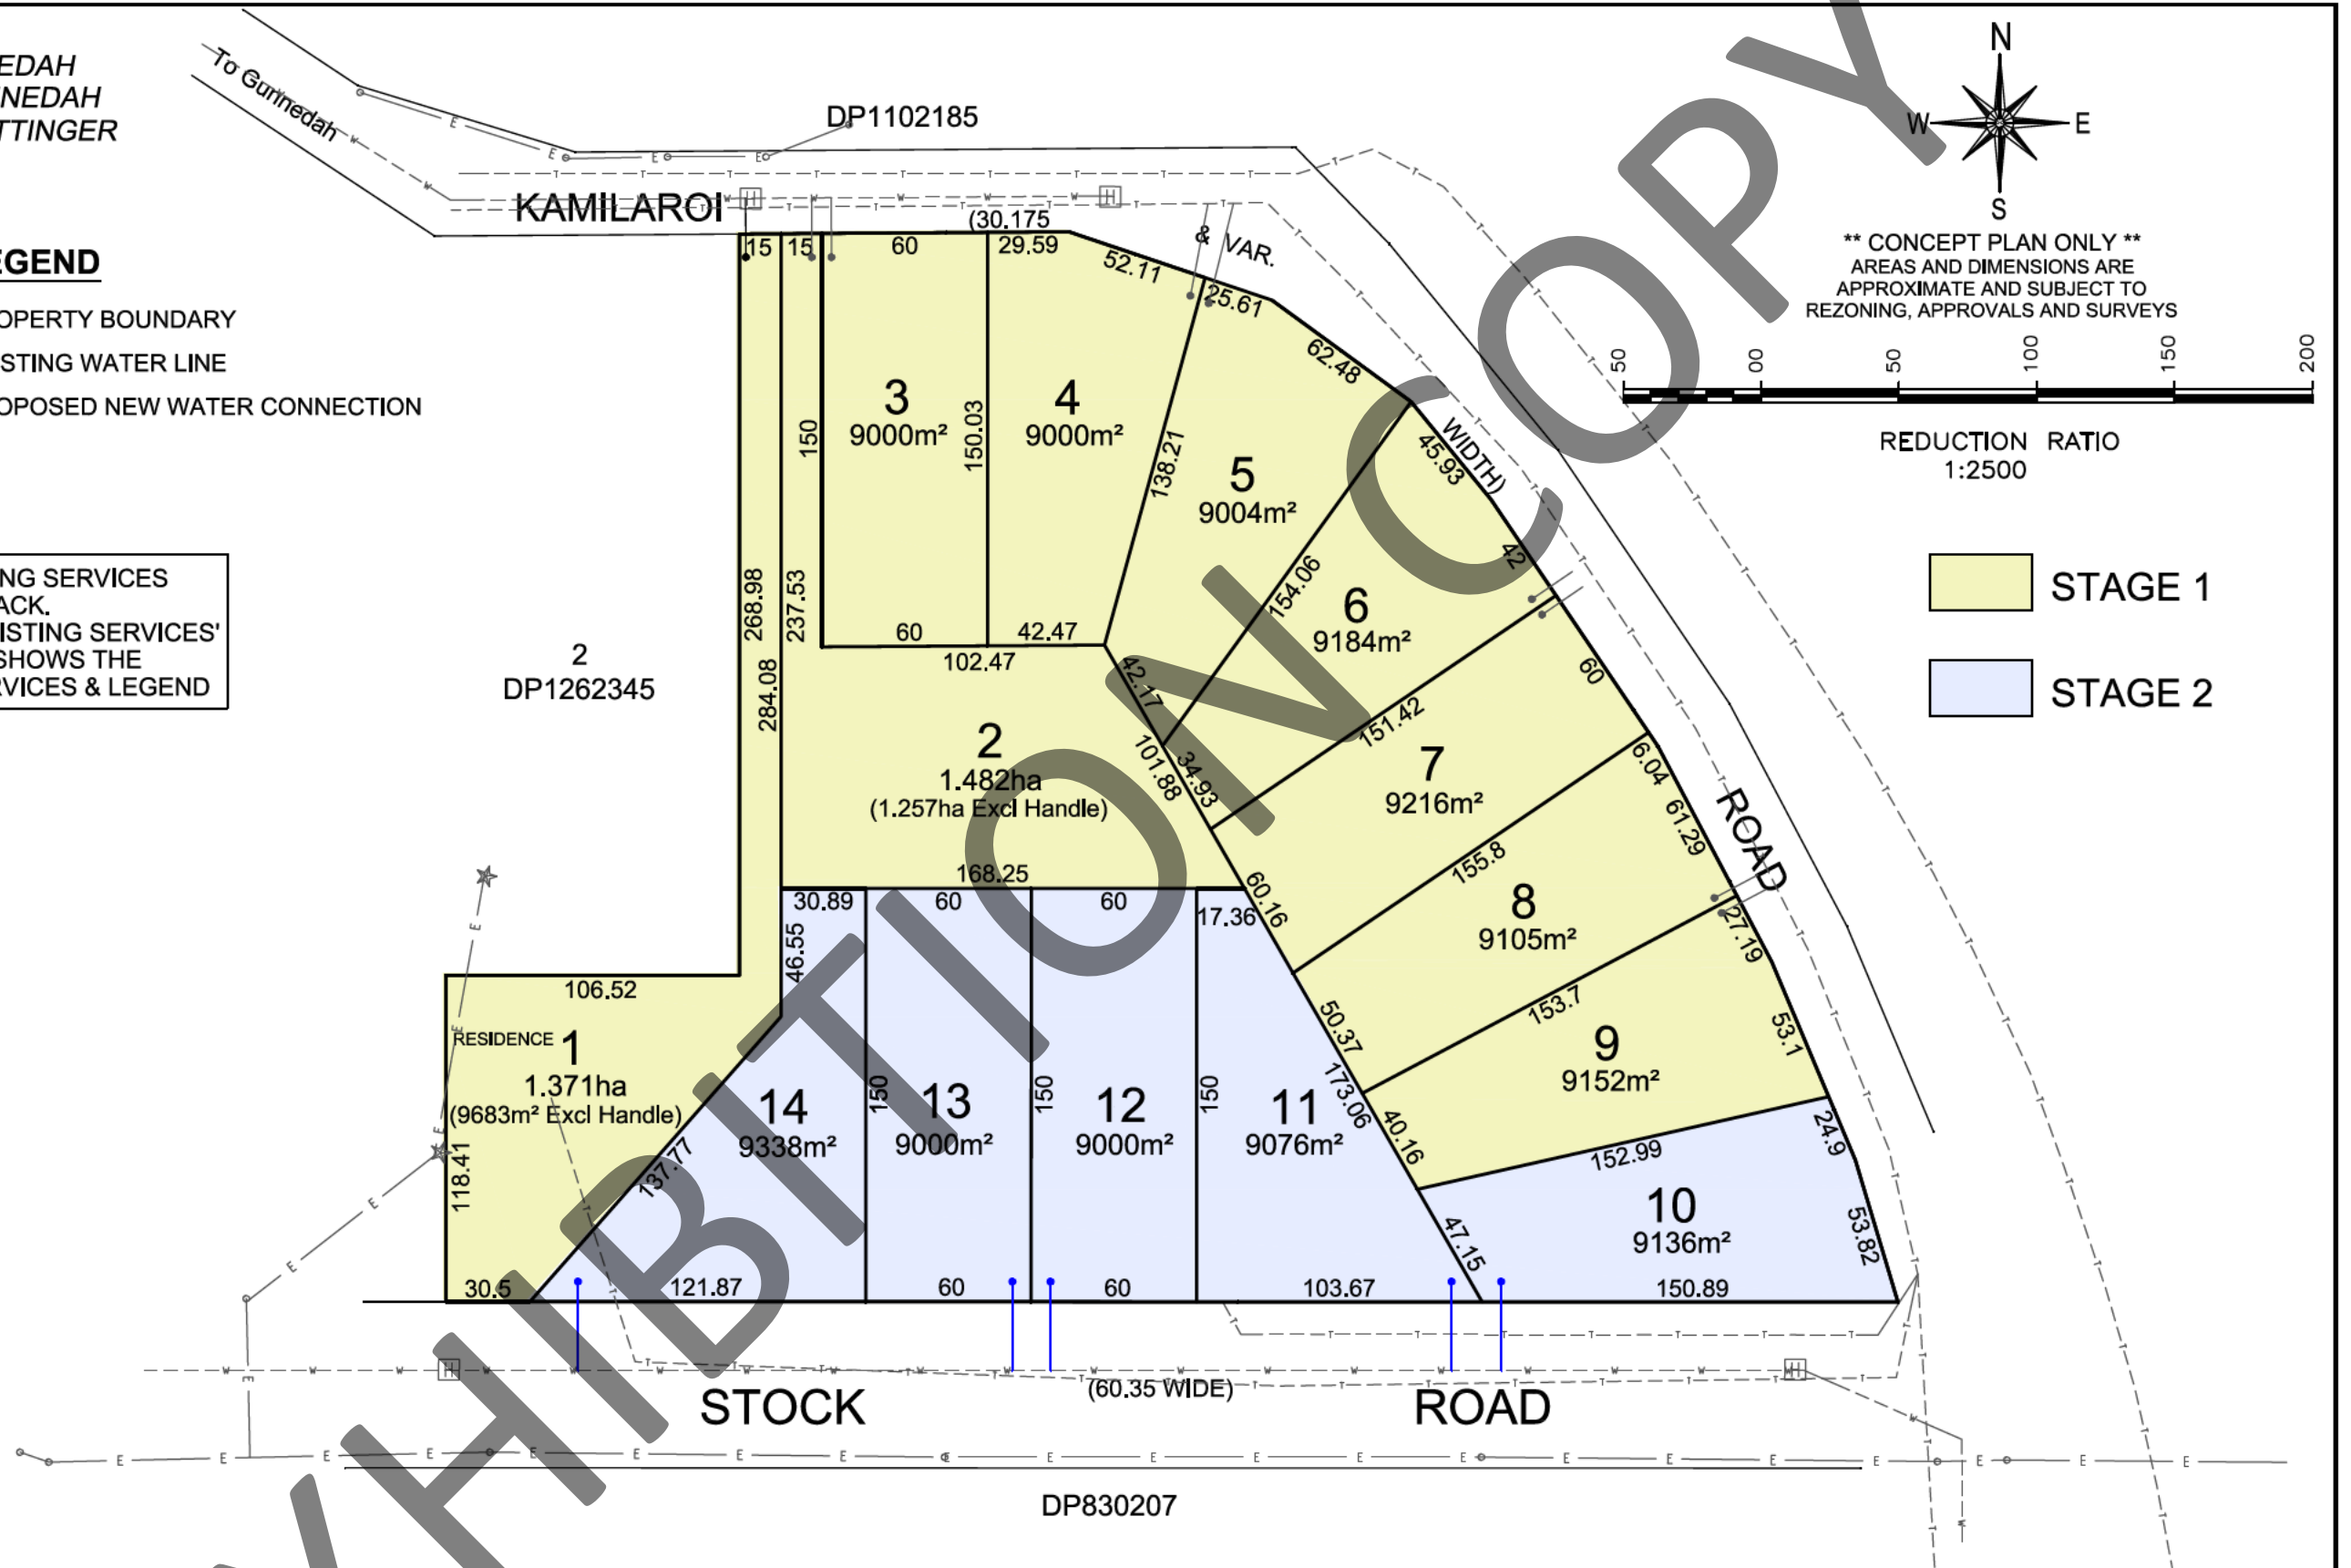 EDAH
NEDAH
TTINGER
EGEND
OPERTY BOUNDARY
STING WATER LINE
OPOSED NEW WATER CONNECTION
NG SERVICES
ACK.
ISTING SERVICES'
SHOWS THE
RVICES & LEGEND
To Gunnedah
DP1102185
KAMILAROI
(30.175
& VAR.
WIDTH)
ROAD
N
W E
S
** CONCEPT PLAN ONLY **
AREAS AND DIMENSIONS ARE
APPROXIMATE AND SUBJECT TO
REZONING, APPROVALS AND SURVEYS
50 00 50 100 150 200
REDUCTION RATIO
1:2500
STAGE 1
STAGE 2
15 15 60 29.59
52.11
25.61
62.48
45.93
42
60
6.04
61.29
27.19
53.1
24.9
53.82
3
9000m²
4
9000m²
5
9004m²
6
9184m²
7
9216m²
8
9105m²
9
9152m²
10
9136m²
150
150.03
138.21
154.06
151.42
155.8
153.7
152.99
268.98
237.53
284.08
60 42.47
102.47
42.17
101.88
34.93
60.16
50.37
173.06
40.16
47.15
2
DP1262345
2
1.482ha
(1.257ha Excl Handle)
168.25
30.89 60 60 17.36
46.55
106.52
RESIDENCE 1
1.371ha
(9683m² Excl Handle)
118.41
137.77
14
9338m²
150
13
9000m²
150
12
9000m²
150
11
9076m²
30.5 121.87 60 60 103.67 150.89
(60.35 WIDE)
STOCK ROAD
DP830207
EXHIBITION COPY